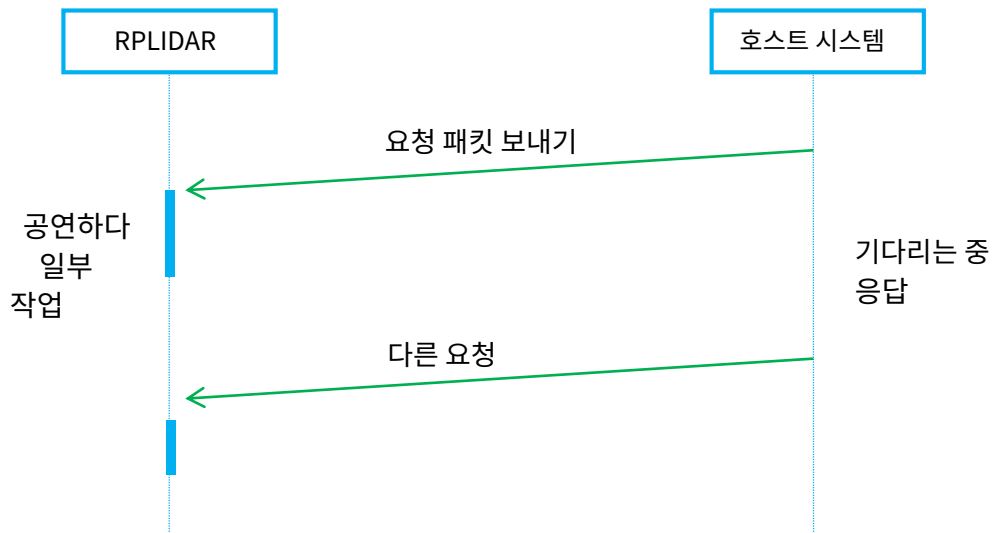 RPLIDAR
호스트 시스템
요청 패킷 보내기
공연하다
일부
작업
기다리는 중
응답
다른 요청